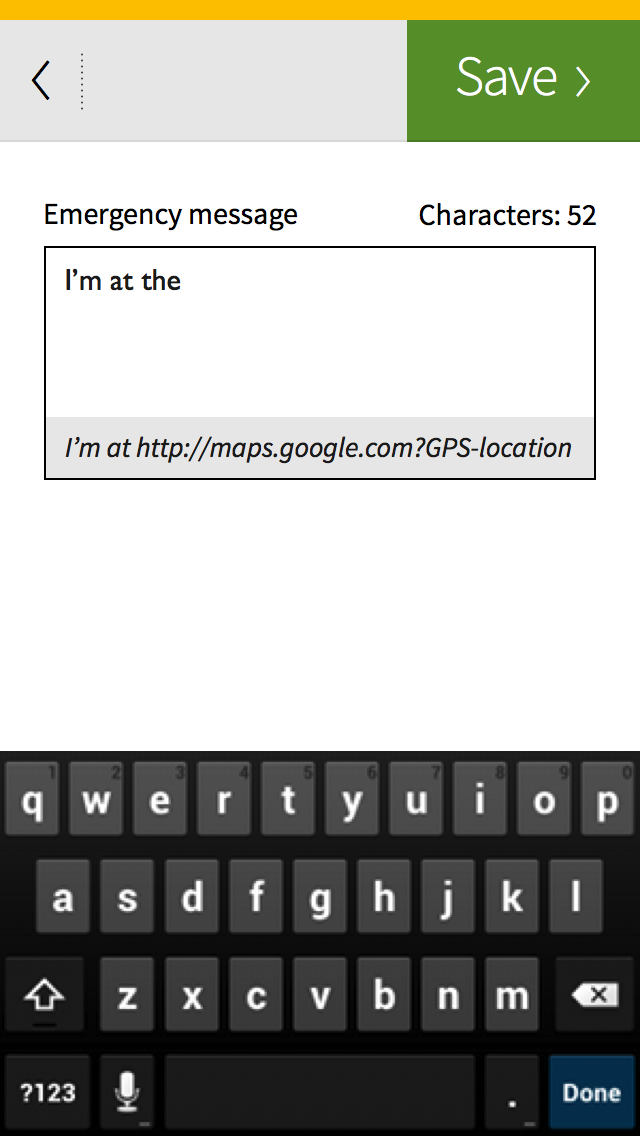 Save
Emergency message
Characters: 52
I'm at the
I'm at http://maps.google.com?GPS-location
1 2 3 4 5 6 7 8 9 0
q w e r t y u i o p
a s d f g h j k l
z x c v b n m
?123 . Done